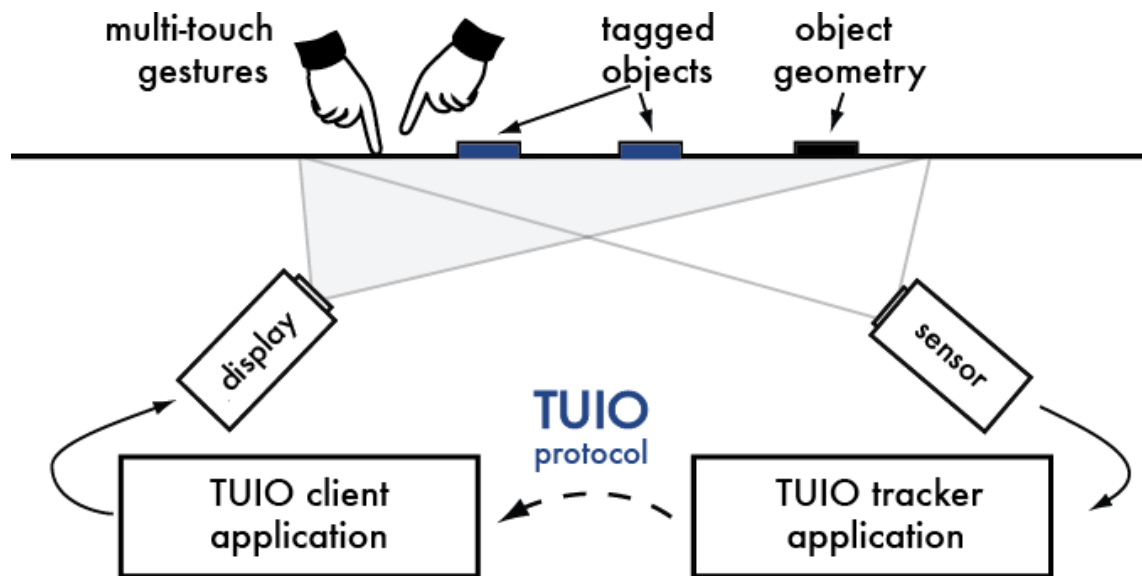 multi-touch
gestures
tagged
objects
object
geometry
display
sensor
TUIO
protocol
TUIO client
application
TUIO tracker
application